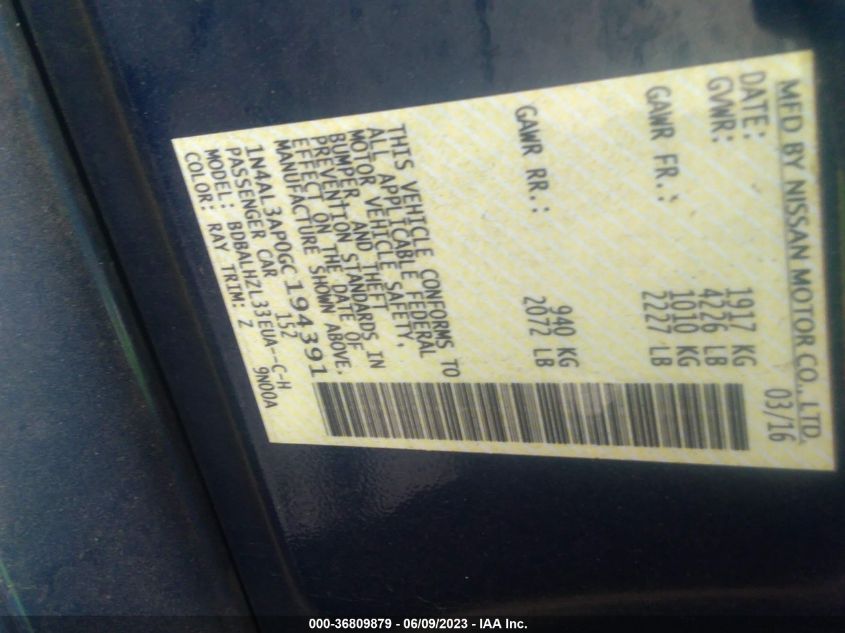 MFD BY NISSAN MOTOR CO.,LTD.
DATE: 03/16
GVWR: 1917 KG
4226 LB
GAWR FR.: 1010 KG
2227 LB
GAWR RR.: 940 KG
2072 LB
THIS VEHICLE CONFORMS TO
ALL APPLICABLE FEDERAL
MOTOR VEHICLE SAFETY,
BUMPER, AND THEFT
PREVENTION STANDARDS IN
EFFECT ON THE DATE OF
MANUFACTURE SHOWN ABOVE.
1N4AL3AP0GC194391
PASSENGER CAR 152
MODEL: BDBALHZL33EUA--C-H
COLOR: RAY TRIM: Z 9N00A
000-36809879 - 06/09/2023 - IAA Inc.